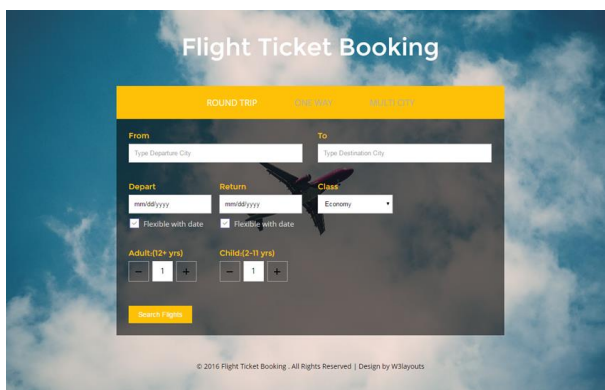 Flight Ticket Booking
ROUND TRIP ONE WAY MULTI CITY
From To
Type Departure City Type Destination City
Depart Return Class
mm/dd/yyyy mm/dd/yyyy Economy
Flexible with date Flexible with date
Adult:(12+ yrs) Child:(2-11 yrs)
− 1 + − 1 +
Search Flights
© 2016 Flight Ticket Booking . All Rights Reserved | Design by W3layouts